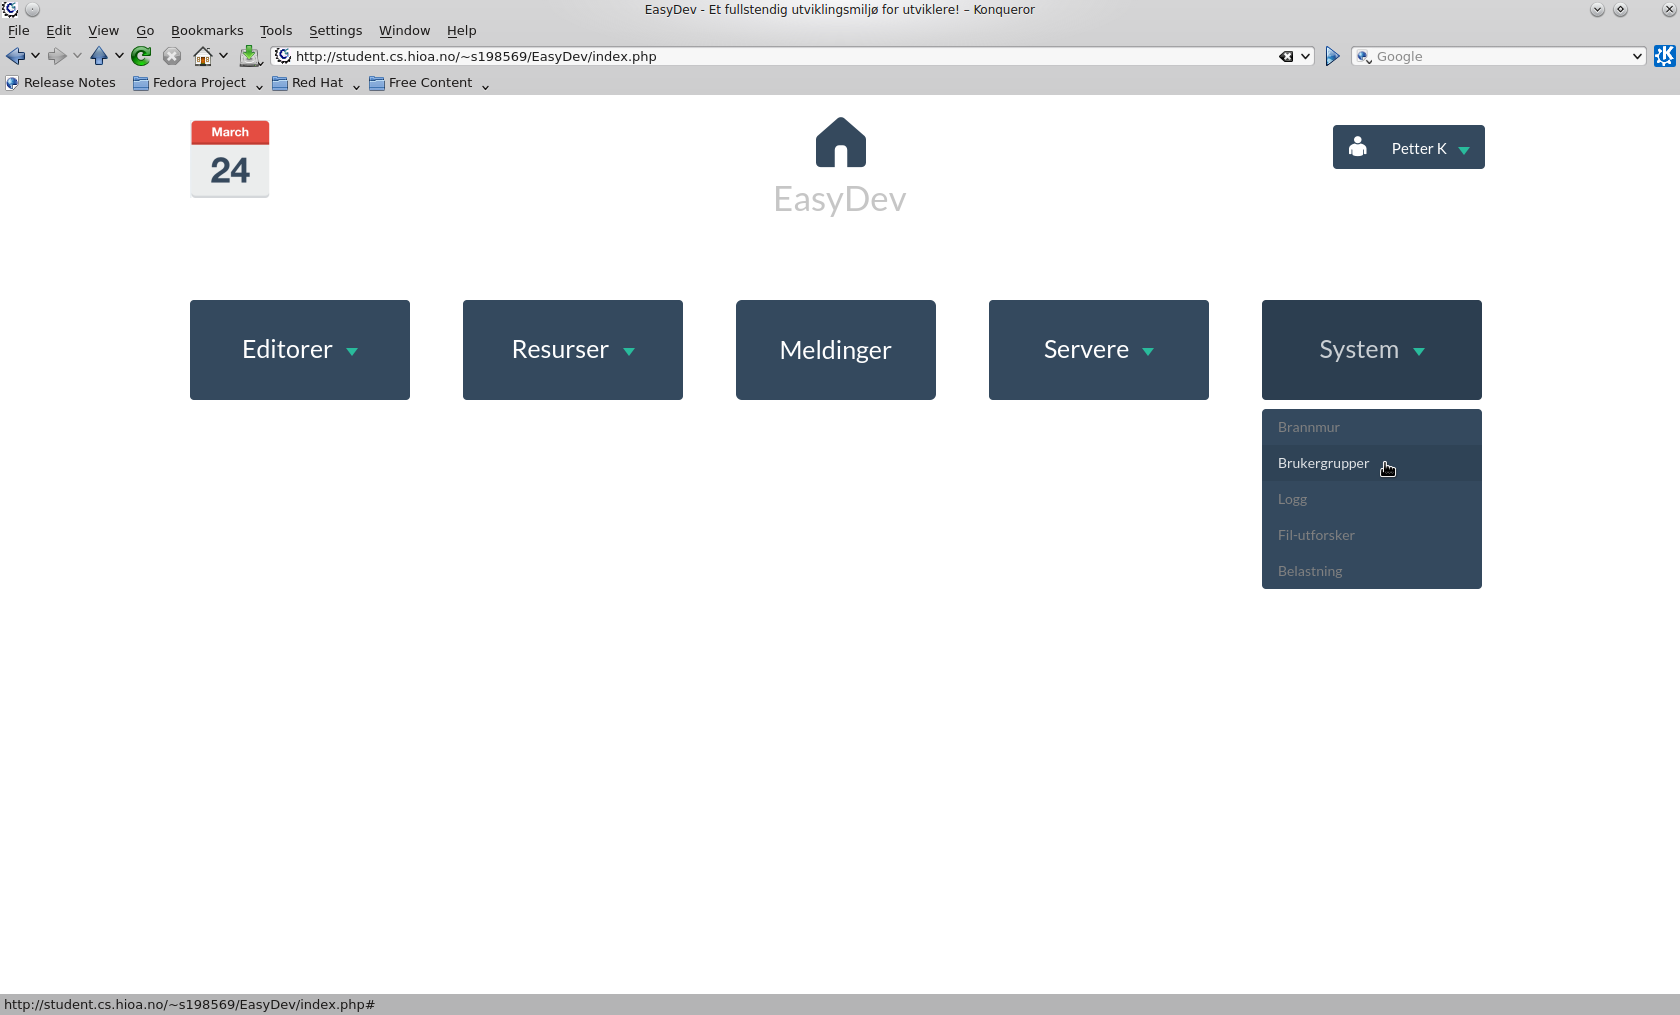 EasyDev - Et fullstendig utviklingsmiljø for utviklere! – Konqueror
File Edit View Go Bookmarks Tools Settings Window Help
http://student.cs.hioa.no/~s198569/EasyDev/index.php
Google
Release Notes Fedora Project Red Hat Free Content
March
24
EasyDev
Petter K
Editorer
Resurser
Meldinger
Servere
System
Brannmur
Brukergrupper
Logg
Fil-utforsker
Belastning
http://student.cs.hioa.no/~s198569/EasyDev/index.php#